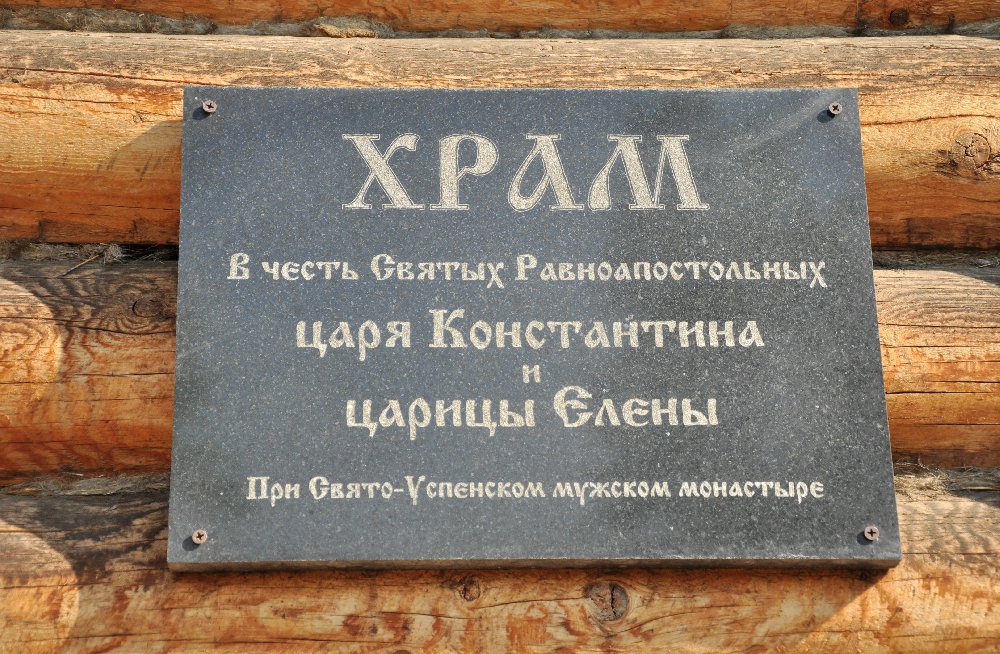 ХРАМ
В честь Святых Равноапостольных
царя Константина
и
царицы Елены
При Свято-Успенском мужском монастыре